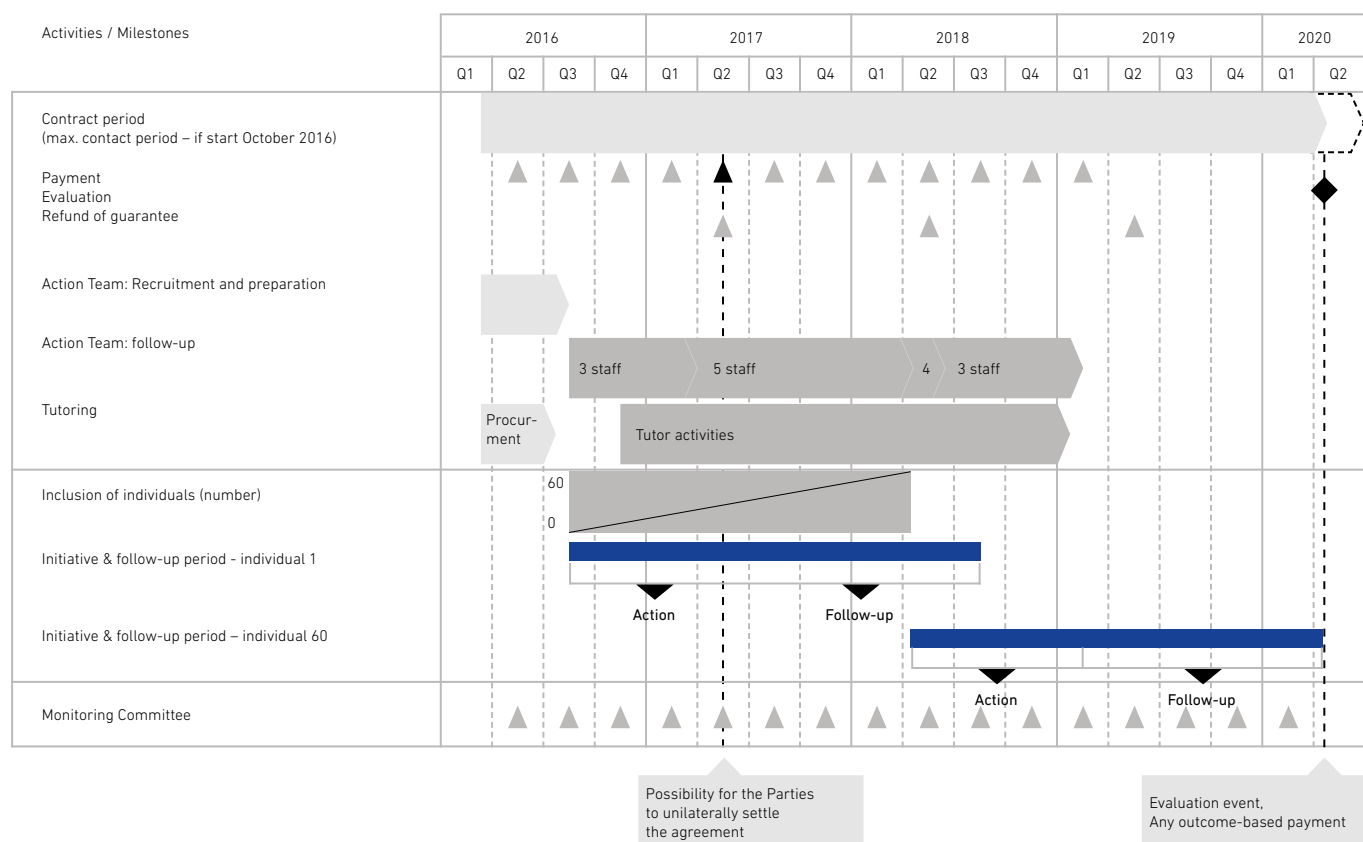 Activities / Milestones
2016
2017
2018
2019
2020
Q1
Q2
Q3
Q4
Q1
Q2
Q3
Q4
Q1
Q2
Q3
Q4
Q1
Q2
Q3
Q4
Q1
Q2
Contract period
(max. contact period – if start October 2016)
Payment
Evaluation
Refund of guarantee
Action Team: Recruitment and preparation
Action Team: follow-up
3 staff
5 staff
4
3 staff
Tutoring
Procur-
ment
Tutor activities
Inclusion of individuals (number)
60
0
Initiative & follow-up period - individual 1
Action
Follow-up
Initiative & follow-up period – individual 60
Action
Follow-up
Monitoring Committee
Possibility for the Parties
to unilaterally settle
the agreement
Evaluation event,
Any outcome-based payment